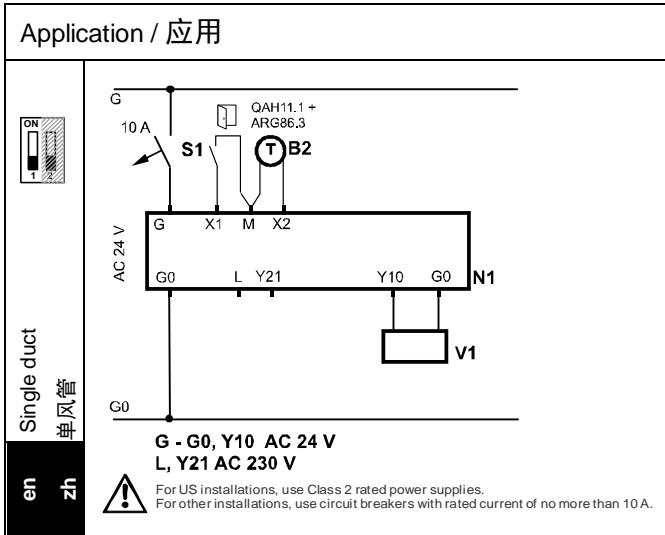 Application / 应用
ON
1 2
Single duct
单风管
en
zh
G
10 A
S1
QAH11.1 +
ARG86.3
T
B2
AC 24 V
G X1 M X2
G0 L Y21 Y10 G0
N1
V1
G0
G - G0, Y10 AC 24 V
L, Y21 AC 230 V
For US installations, use Class 2 rated power supplies.
For other installations, use circuit breakers with rated current of no more than 10 A.